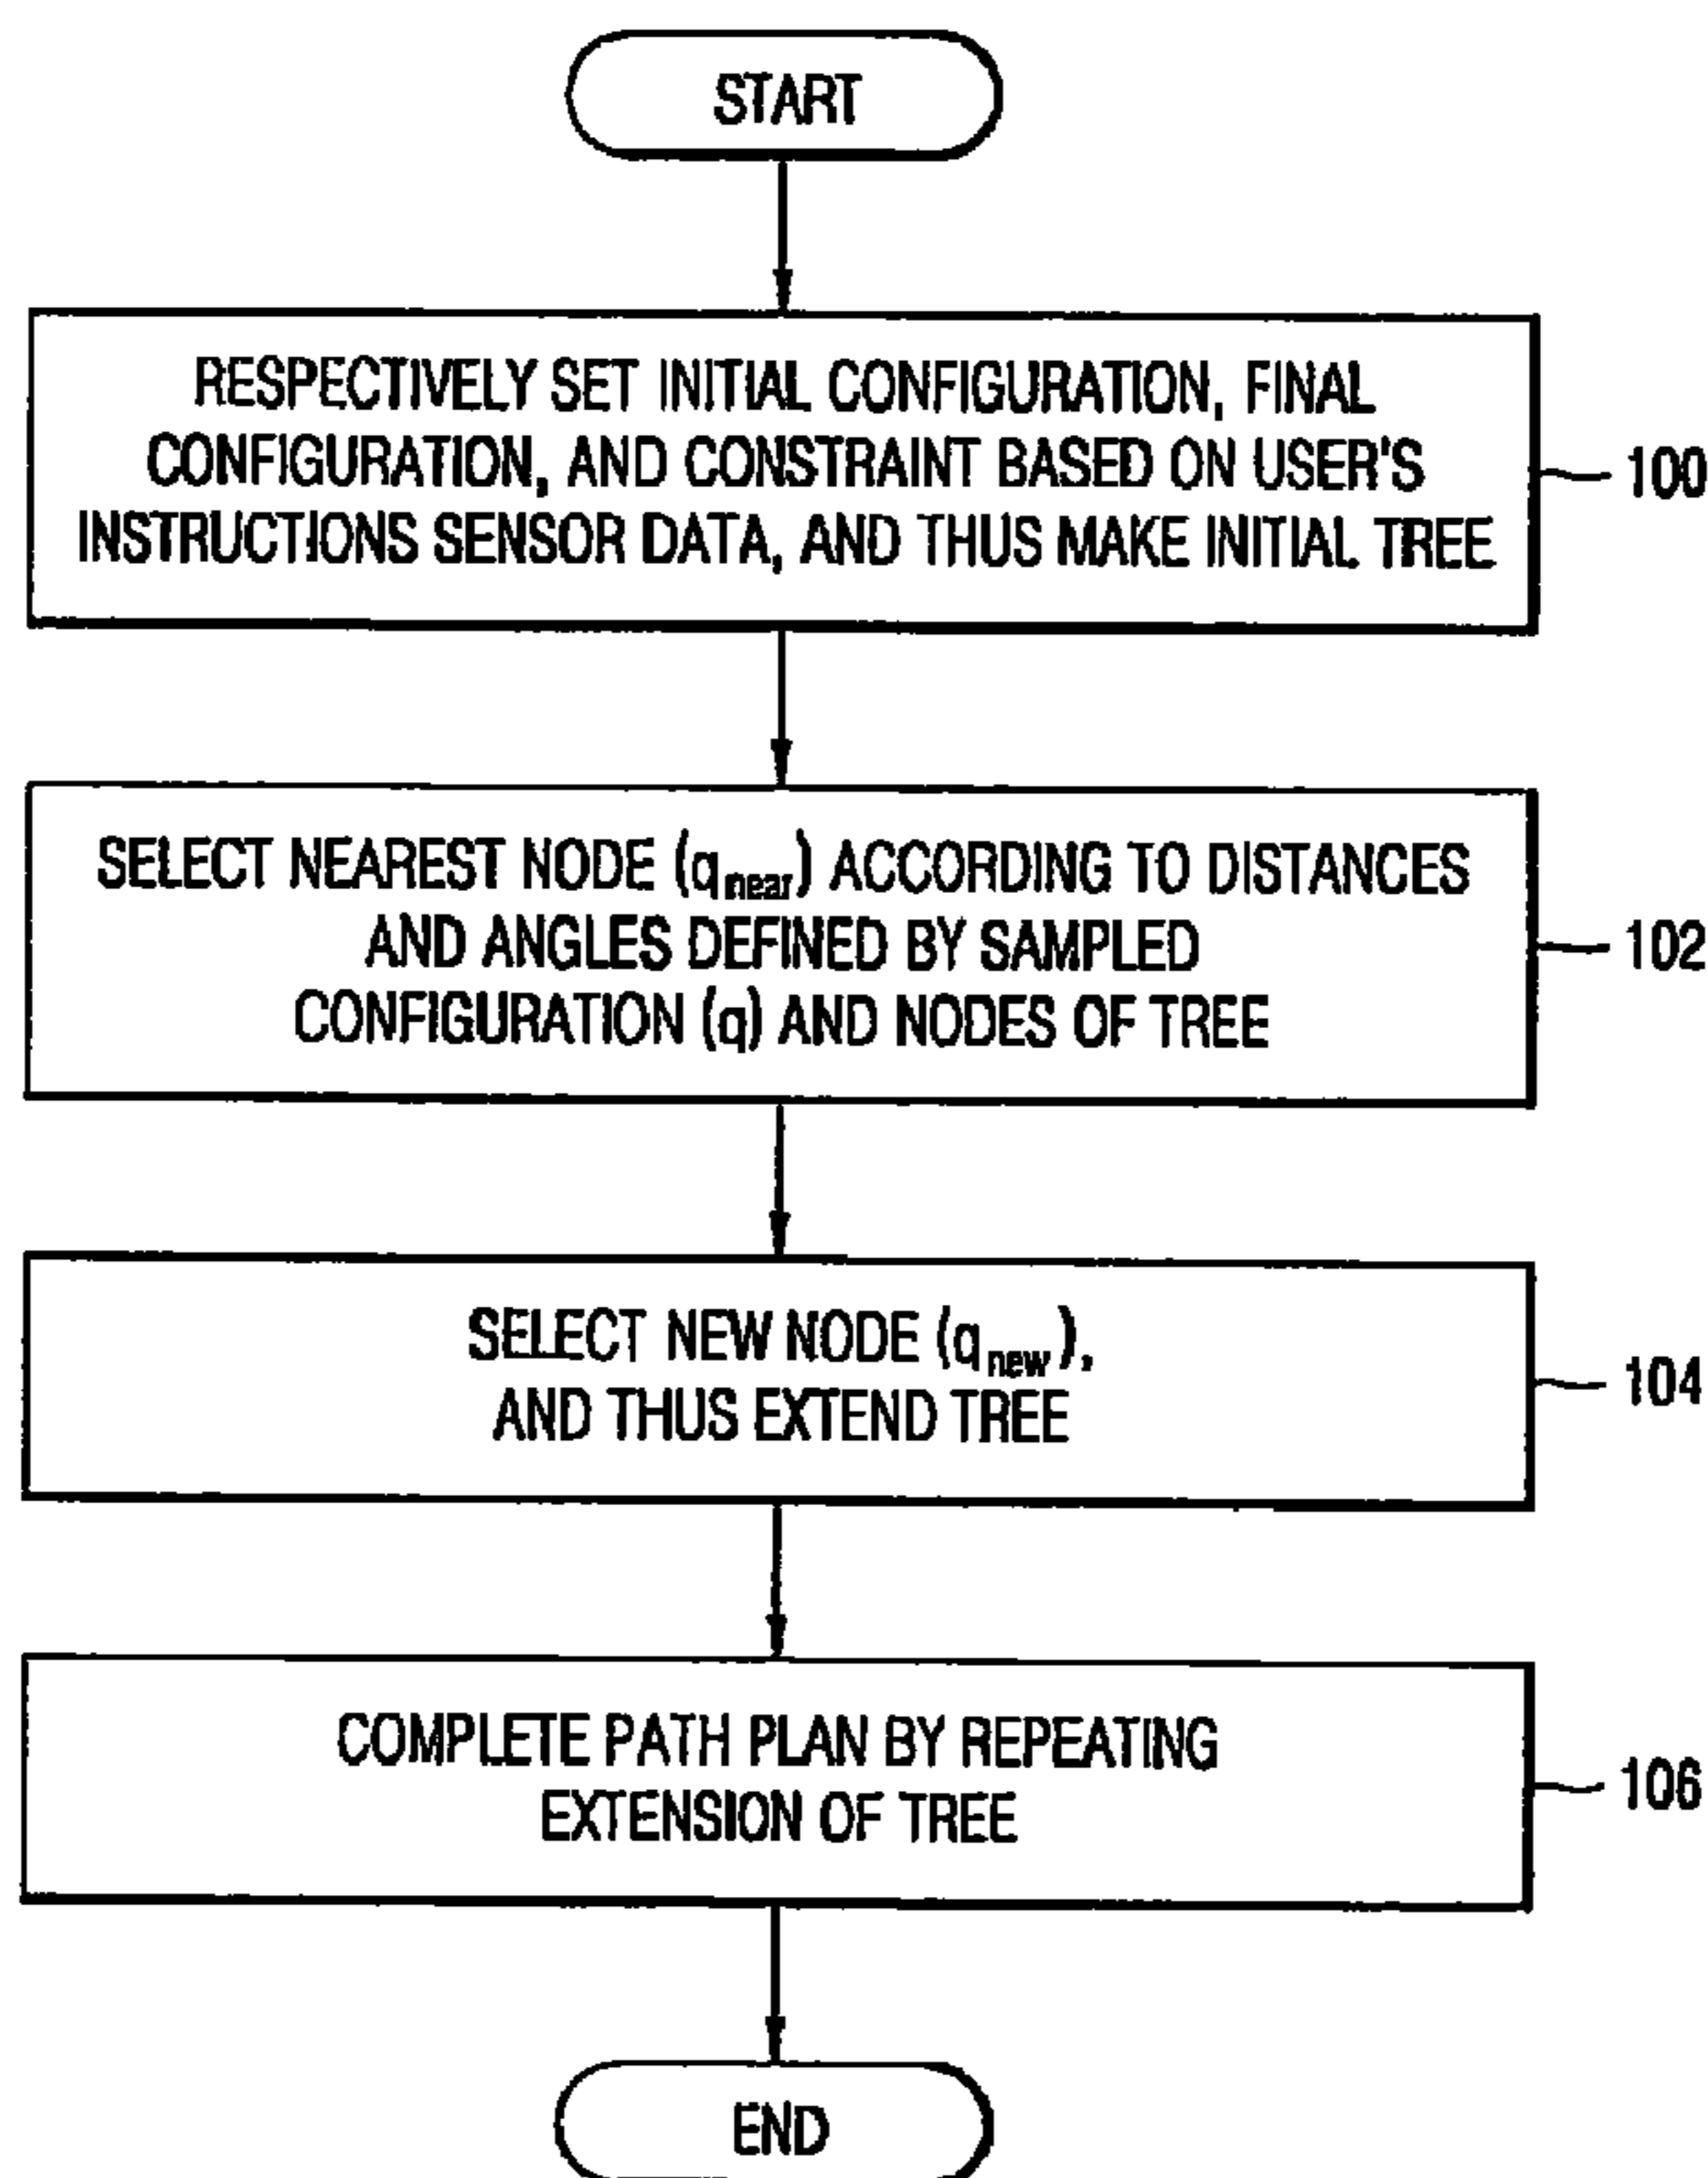 START
RESPECTIVELY SET INITIAL CONFIGURATION, FINAL
CONFIGURATION, AND CONSTRAINT BASED ON USER'S
INSTRUCTIONS SENSOR DATA, AND THUS MAKE INITIAL TREE
100
SELECT NEAREST NODE (qnear) ACCORDING TO DISTANCES
AND ANGLES DEFINED BY SAMPLED
CONFIGURATION (q) AND NODES OF TREE
102
SELECT NEW NODE (qnew),
AND THUS EXTEND TREE
104
COMPLETE PATH PLAN BY REPEATING
EXTENSION OF TREE
106
END